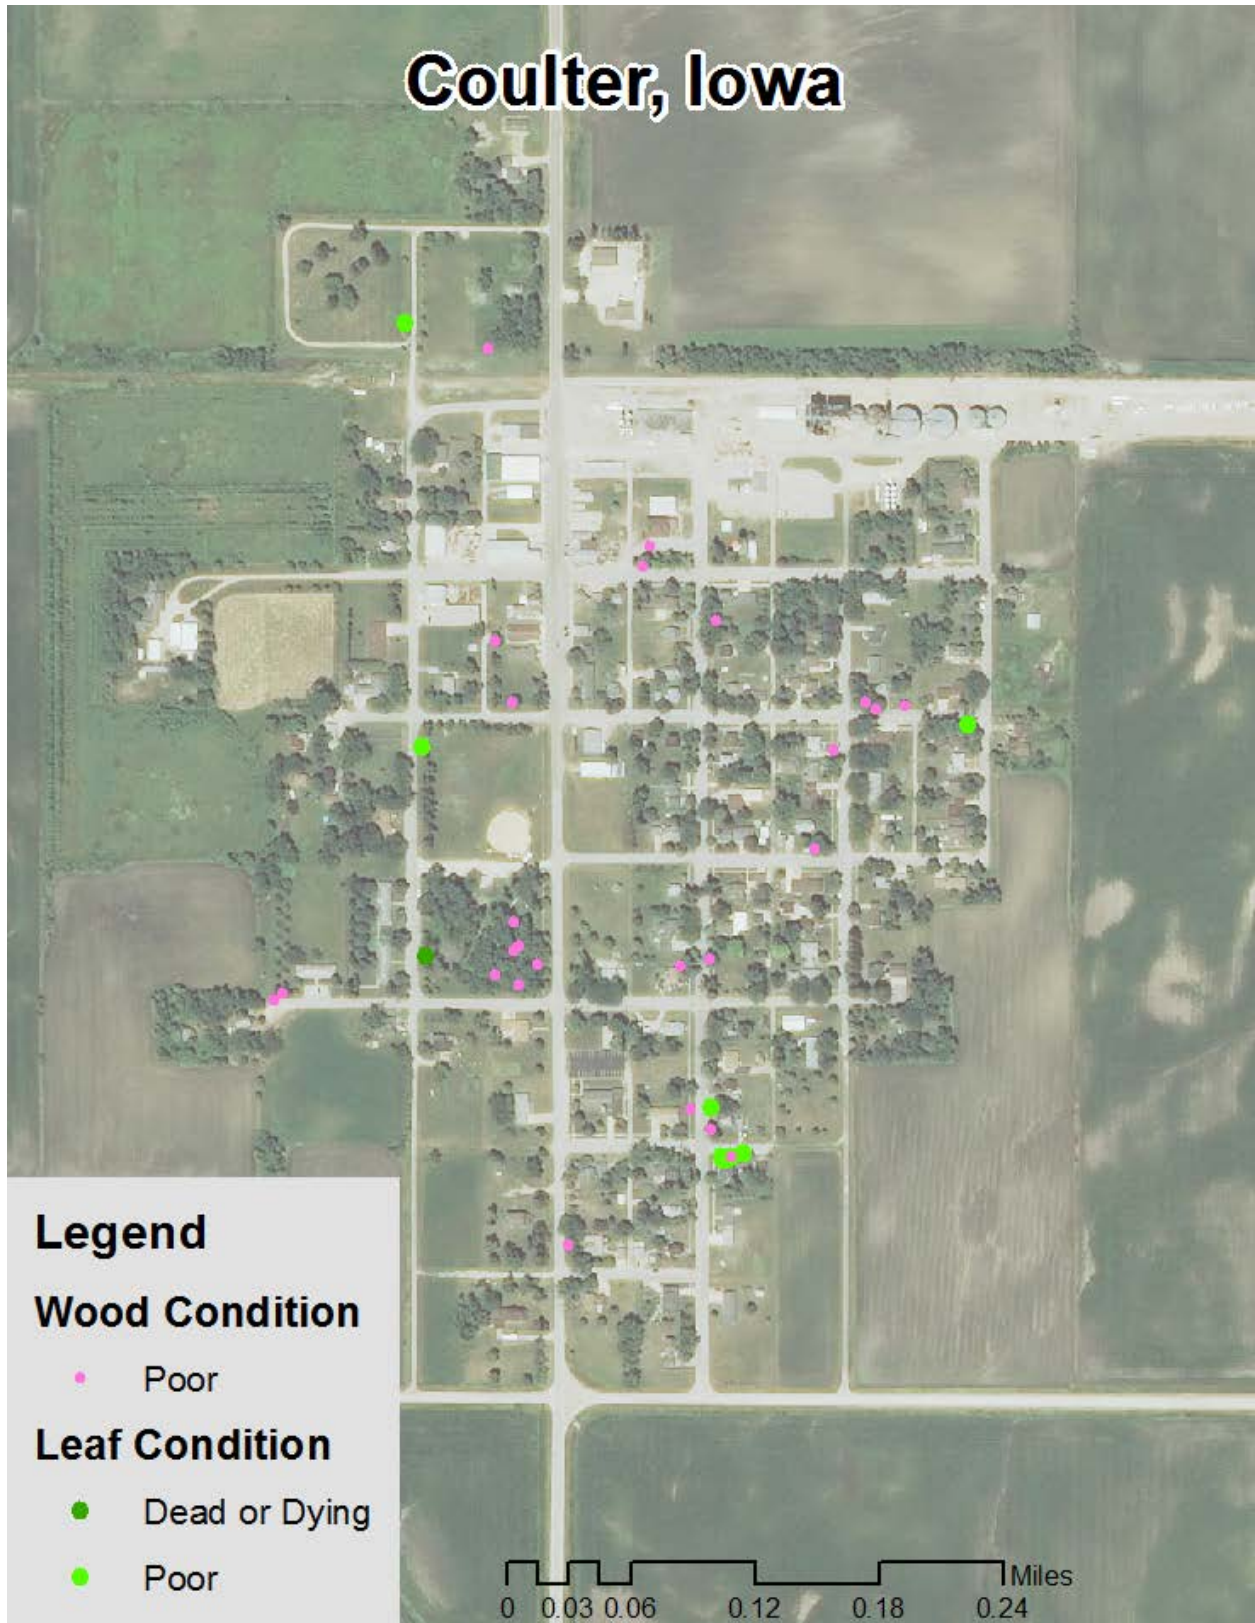 Coulter, Iowa
Legend
Wood Condition
Poor
Leaf Condition
Dead or Dying
Poor
Miles
0 0.03 0.06 0.12 0.18 0.24